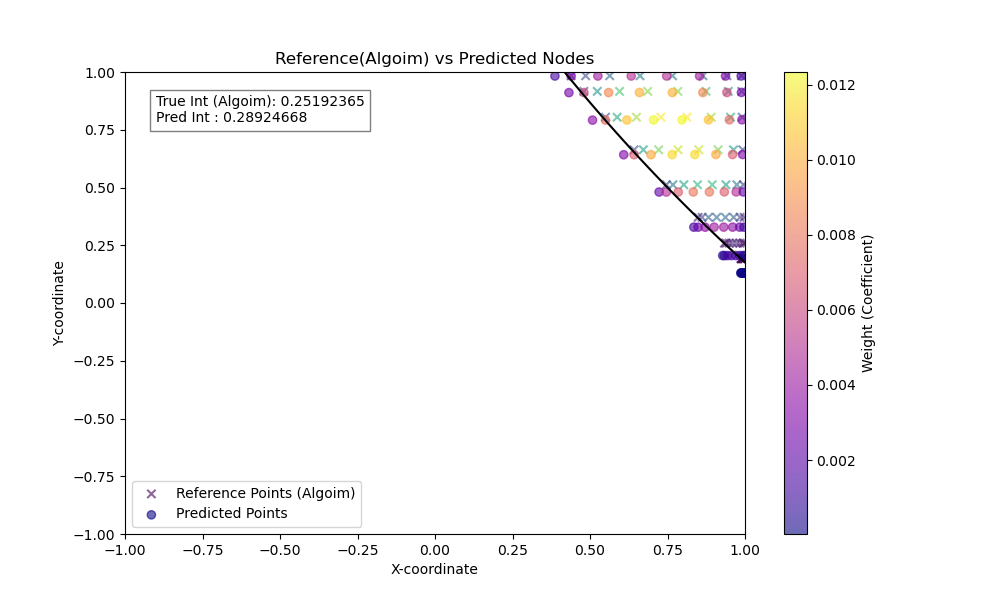 Reference(Algoim) vs Predicted Nodes
True Int (Algoim): 0.25192365
Pred Int : 0.28924668
1.00
0.75
0.50
0.25
0.00
−0.25
−0.50
−0.75
−1.00
Y-coordinate
Reference Points (Algoim)
Predicted Points
−1.00 −0.75 −0.50 −0.25 0.00 0.25 0.50 0.75 1.00
X-coordinate
0.012
0.010
0.008
0.006
0.004
0.002
Weight (Coefficient)